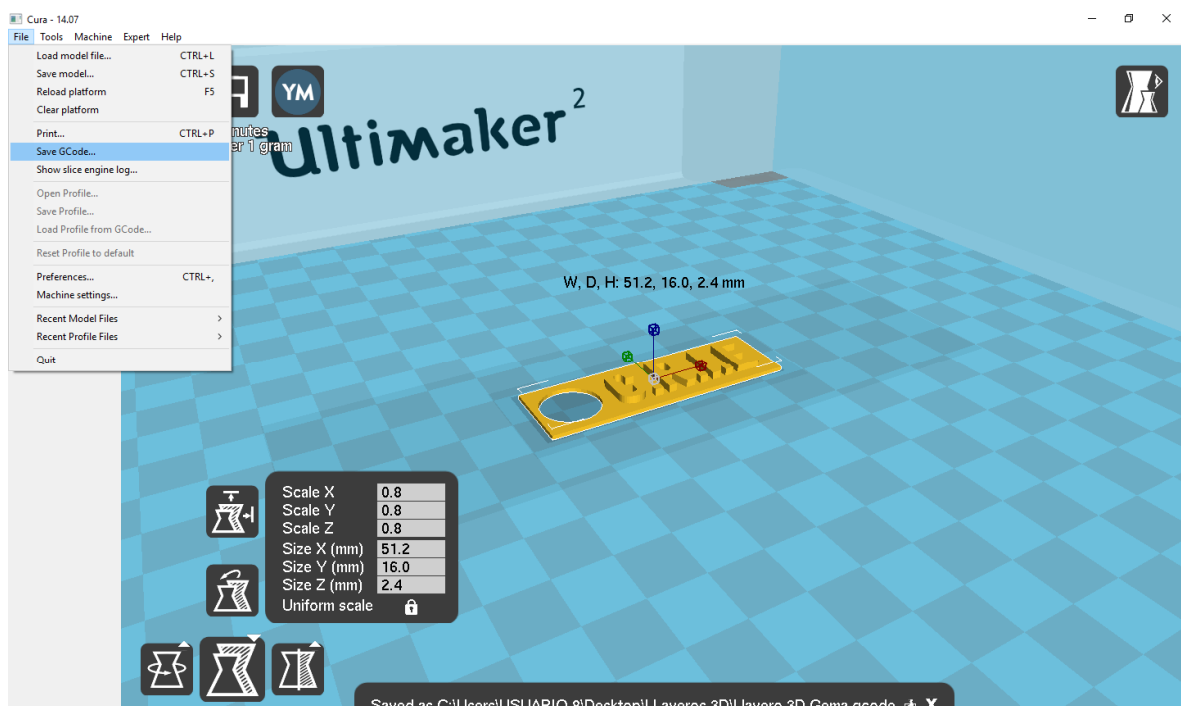 Cura - 14.07
File Tools Machine Expert Help
Load model file... CTRL+L
Save model... CTRL+S
Reload platform F5
Clear platform
Print... CTRL+P
Save GCode...
Show slice engine log...
Open Profile...
Save Profile...
Load Profile from GCode...
Reset Profile to default
Preferences... CTRL+,
Machine settings...
Recent Model Files
Recent Profile Files
Quit
YM
nutes
er 1 gram
Ultimaker²
W, D, H: 51.2, 16.0, 2.4 mm
Scale X 0.8
Scale Y 0.8
Scale Z 0.8
Size X (mm) 51.2
Size Y (mm) 16.0
Size Z (mm) 2.4
Uniform scale
Saved as C:\Users\USUARIO 8\Desktop\LLaveros 3D\Llavero 3D Gema.gcode X